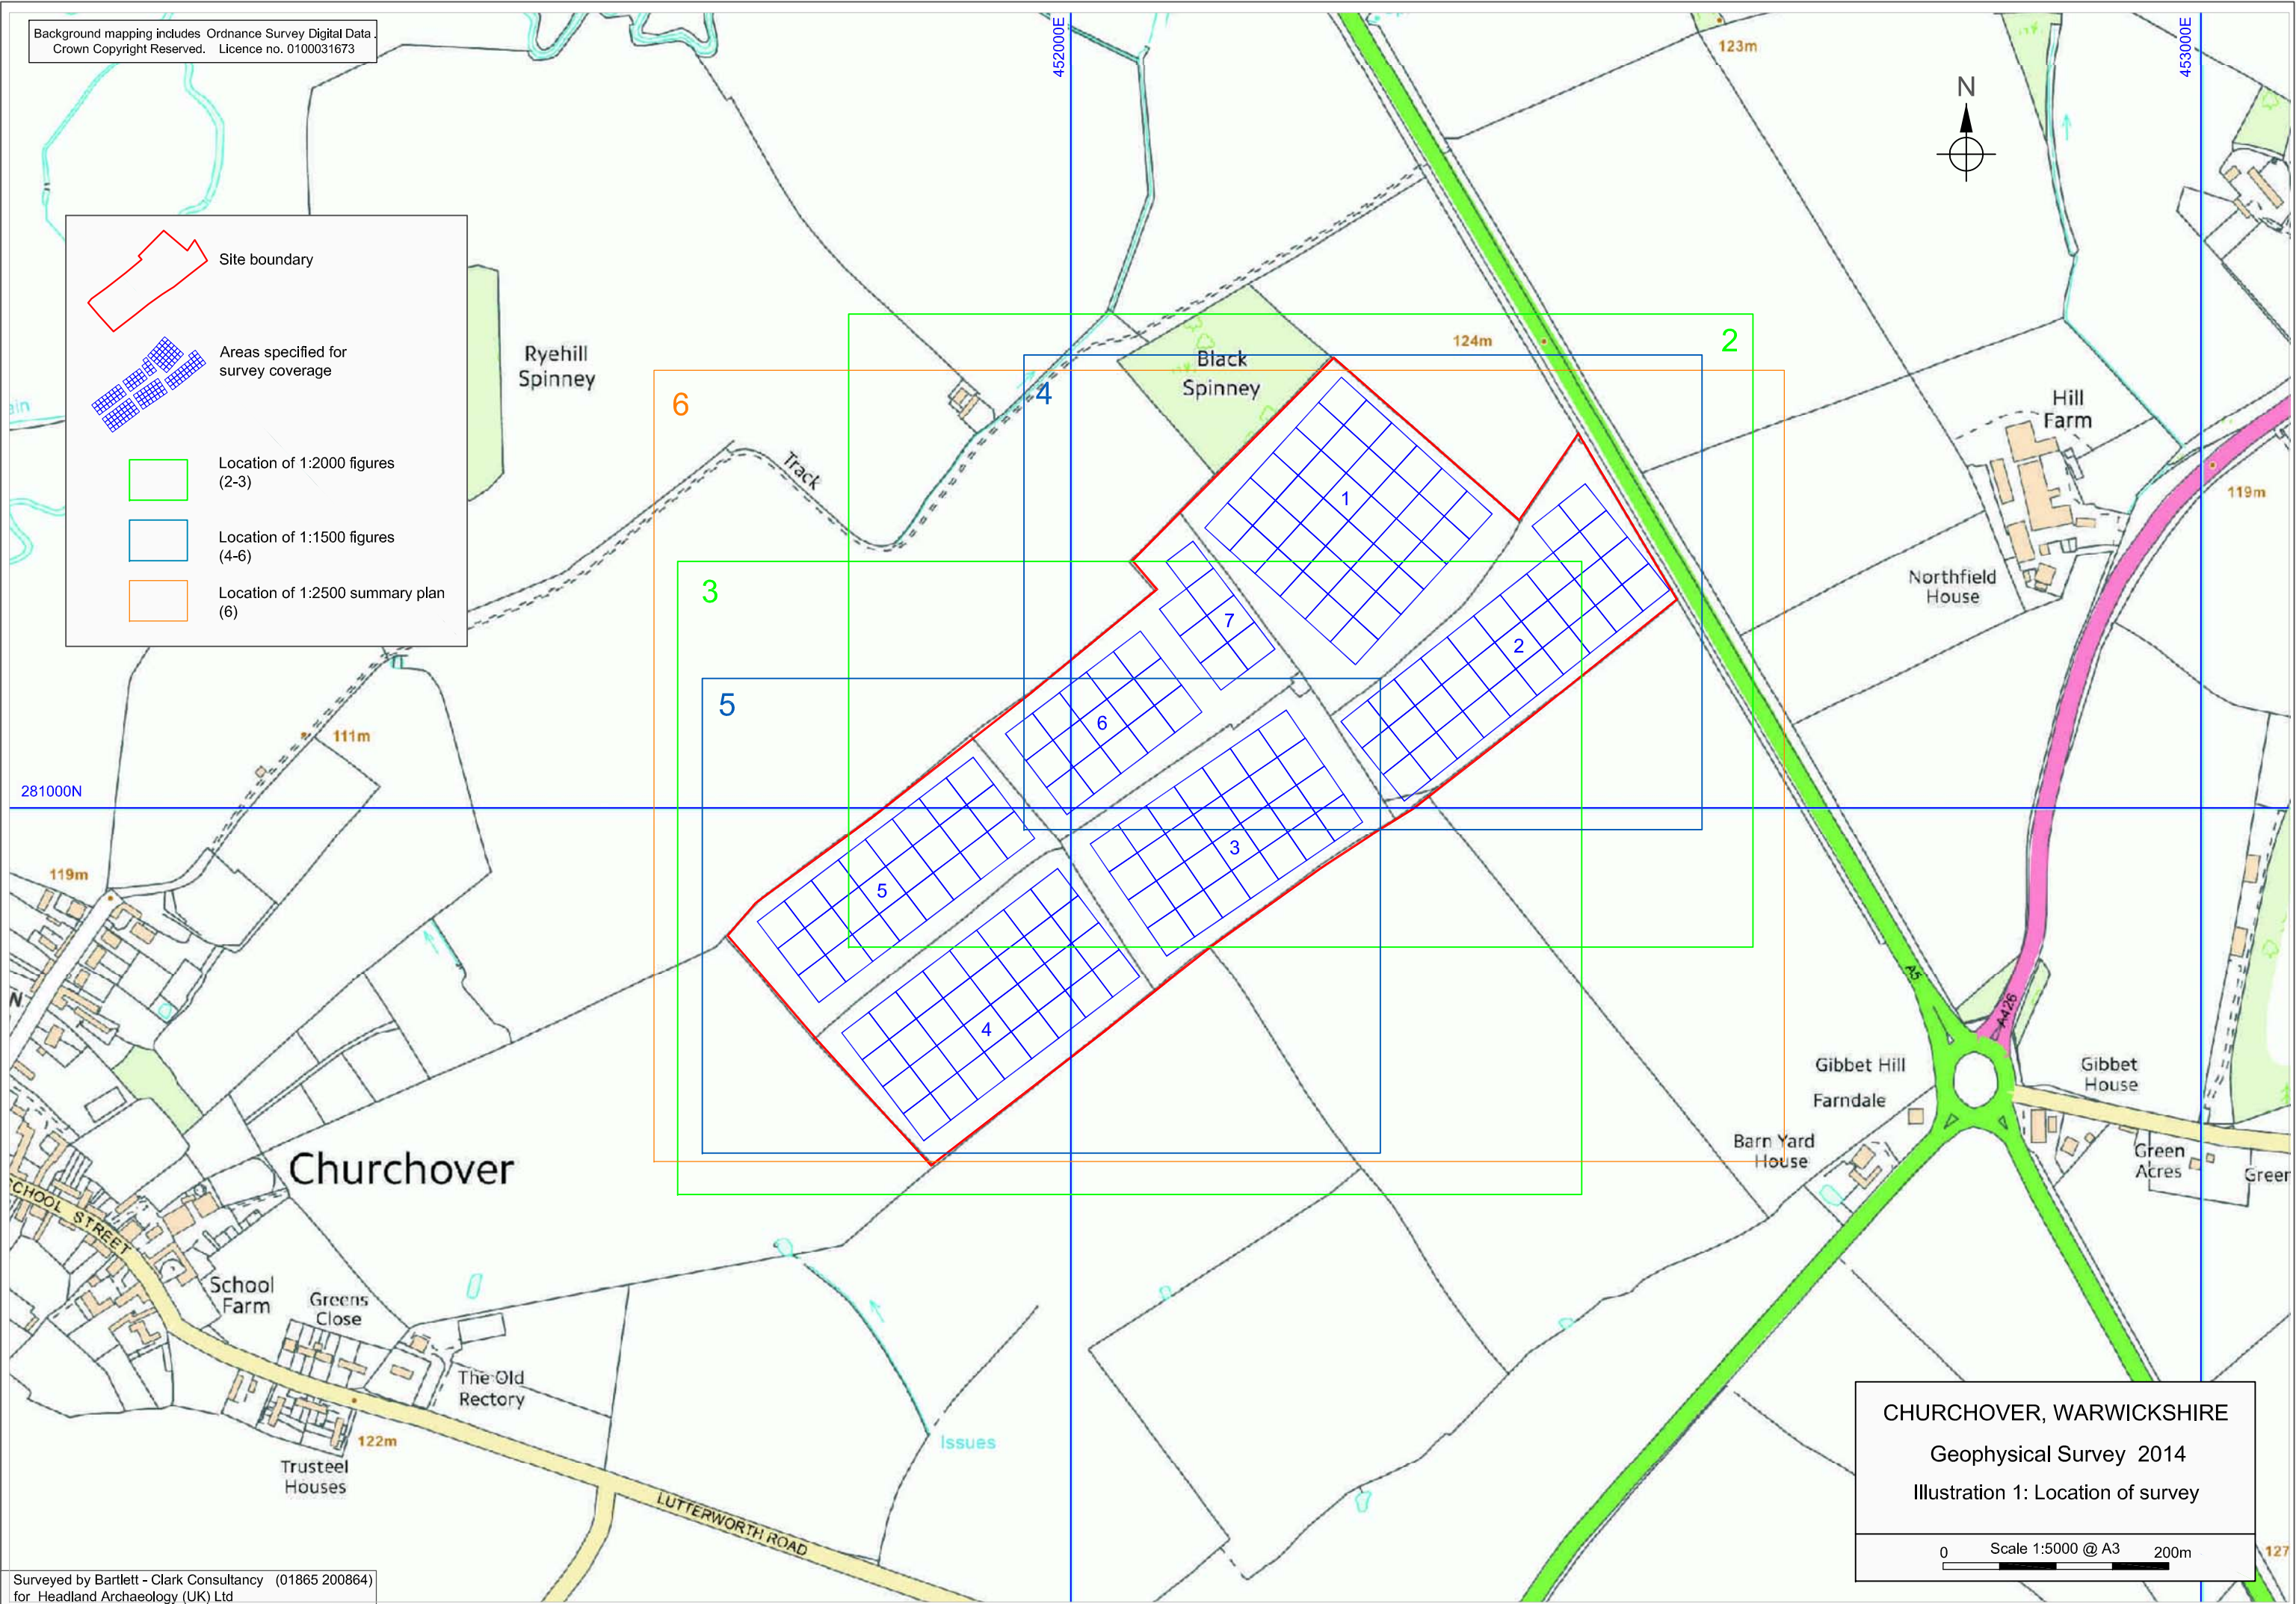 Background mapping includes Ordnance Survey Digital Data .
Crown Copyright Reserved. Licence no. 0100031673
452000E
453000E
123m
N
Site boundary
Areas specified for
survey coverage
Location of 1:2000 figures
(2-3)
Location of 1:1500 figures
(4-6)
Location of 1:2500 summary plan
(6)
Ryehill
Spinney
Track
Black
Spinney
124m
2
4
6
1
Hill
Farm
119m
Northfield
House
3
7
2
5
6
111m
281000N
3
119m
5
4
A5
A426
Gibbet Hill
Gibbet
House
Farndale
Barn Yard
House
Green
Acres
Green
Churchover
SCHOOL STREET
School
Farm
Greens
Close
The Old
Rectory
122m
Trusteel
Houses
Issues
LUTTERWORTH ROAD
CHURCHOVER, WARWICKSHIRE
Geophysical Survey 2014
Illustration 1: Location of survey
0 Scale 1:5000 @ A3 200m
127
Surveyed by Bartlett - Clark Consultancy (01865 200864)
for Headland Archaeology (UK) Ltd